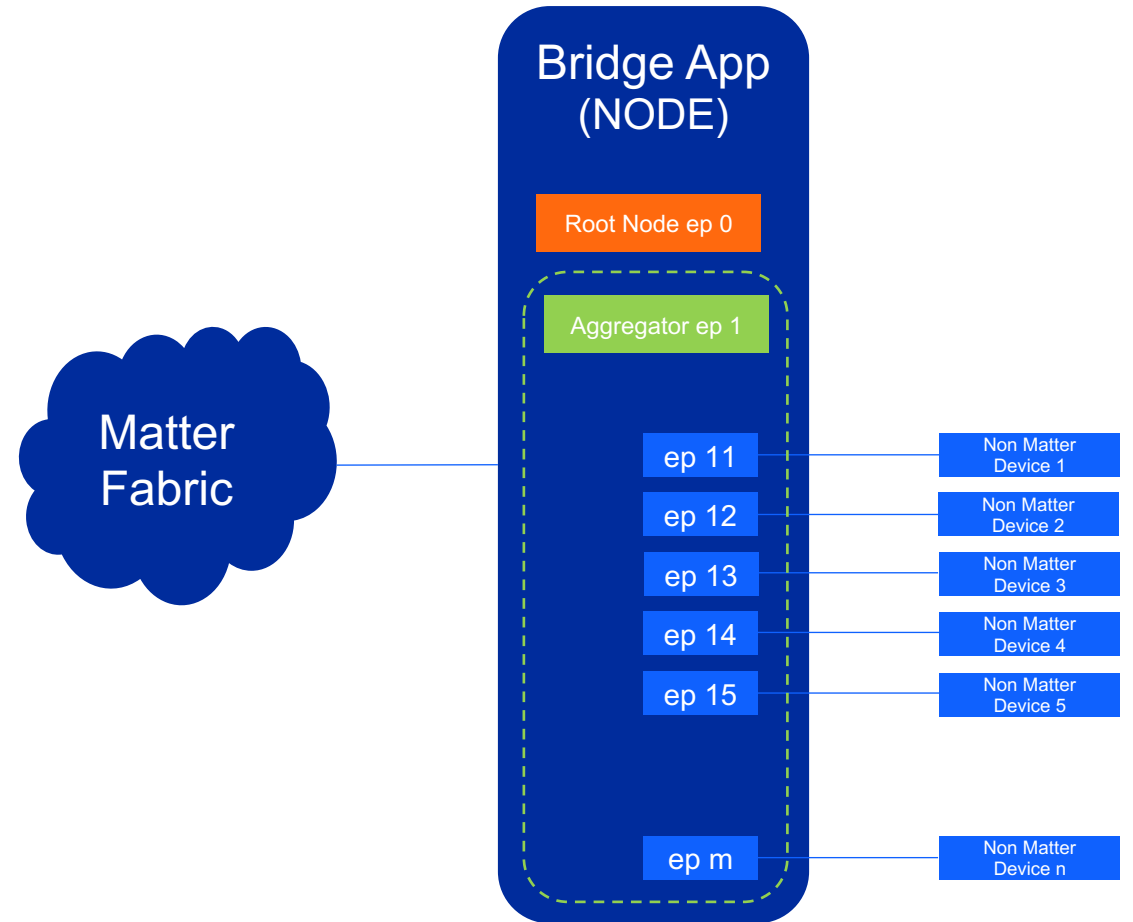 Bridge App
(NODE)
Root Node ep 0
Aggregator ep 1
Matter
Fabric
ep 11
Non Matter
Device 1
ep 12
Non Matter
Device 2
ep 13
Non Matter
Device 3
ep 14
Non Matter
Device 4
ep 15
Non Matter
Device 5
ep m
Non Matter
Device n